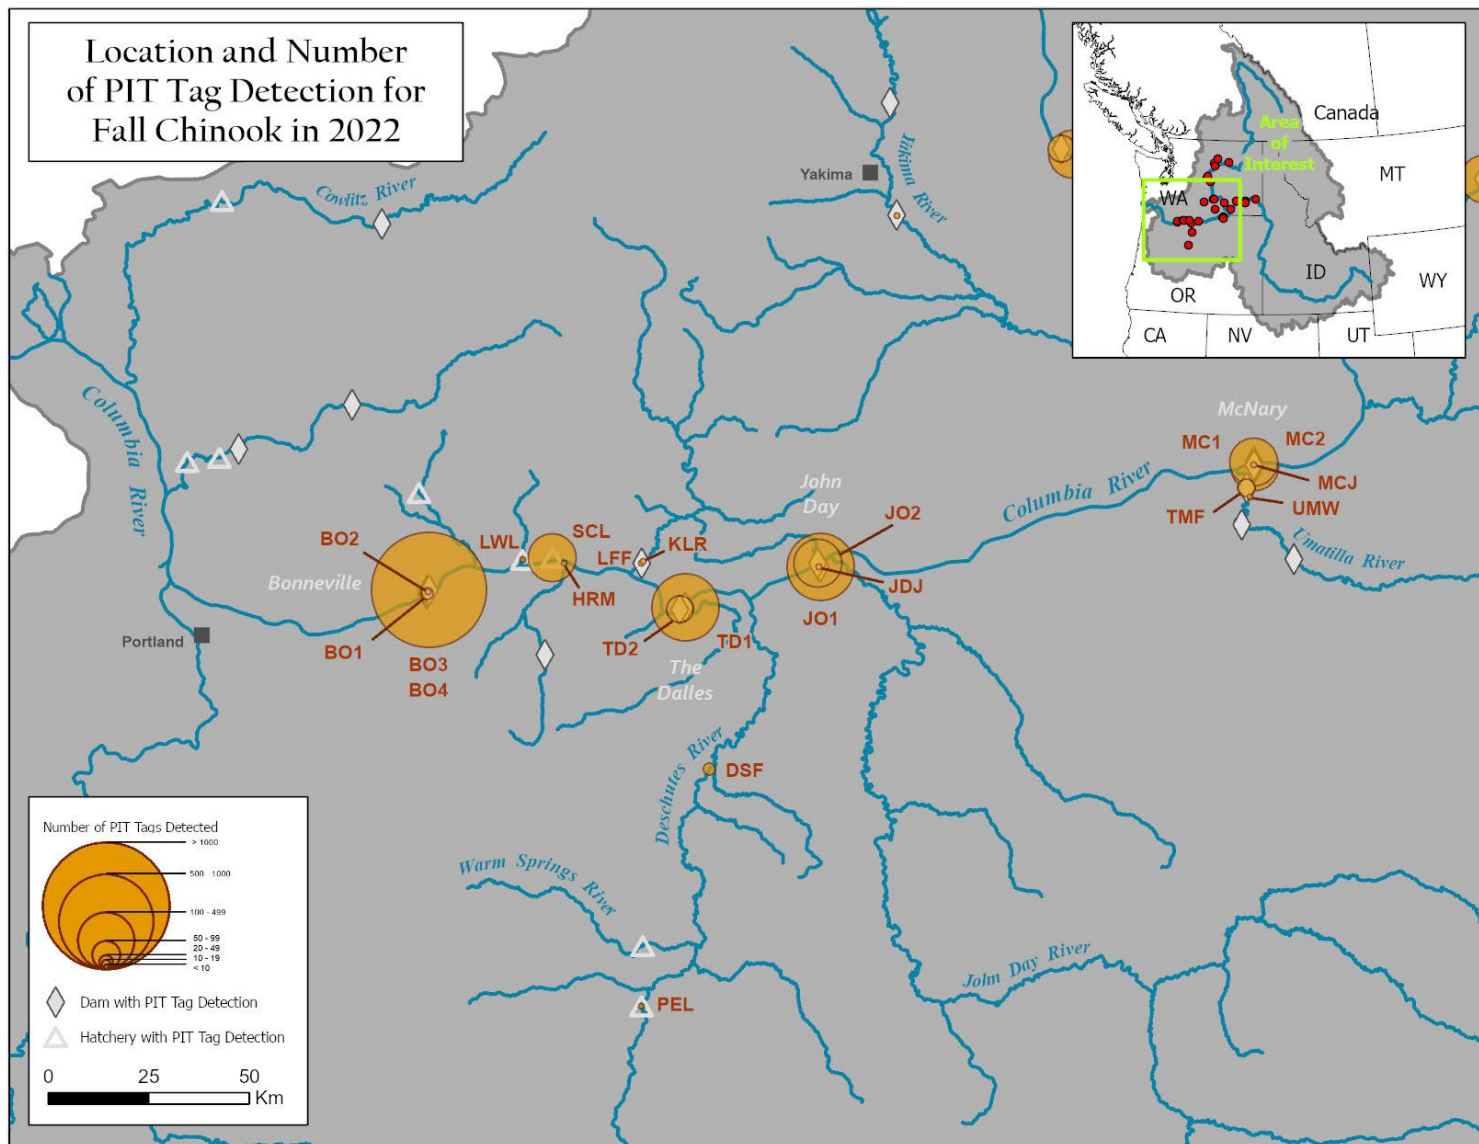 Location and Number
of PIT Tag Detection for
Fall Chinook in 2022
Canada
Area
of
Interest
MT
WA
ID
WY
OR
CA
NV
UT
Cowlitz River
Yakima
Yakima River
Columbia River
McNary
MC1
MC2
MCJ
UMW
TMF
Umatilla River
Columbia River
John
Day
JO2
JDJ
JO1
SCL
LWL
LFF
KLR
HRM
BO2
Bonneville
BO1
BO3
BO4
Portland
TD2
TD1
The
Dalles
Deschutes River
DSF
Warm Springs River
PEL
John Day River
Number of PIT Tags Detected
> 1000
500 - 1000
100 - 499
50 - 99
20 - 49
10 - 19
< 10
Dam with PIT Tag Detection
Hatchery with PIT Tag Detection
0 25 50
Km